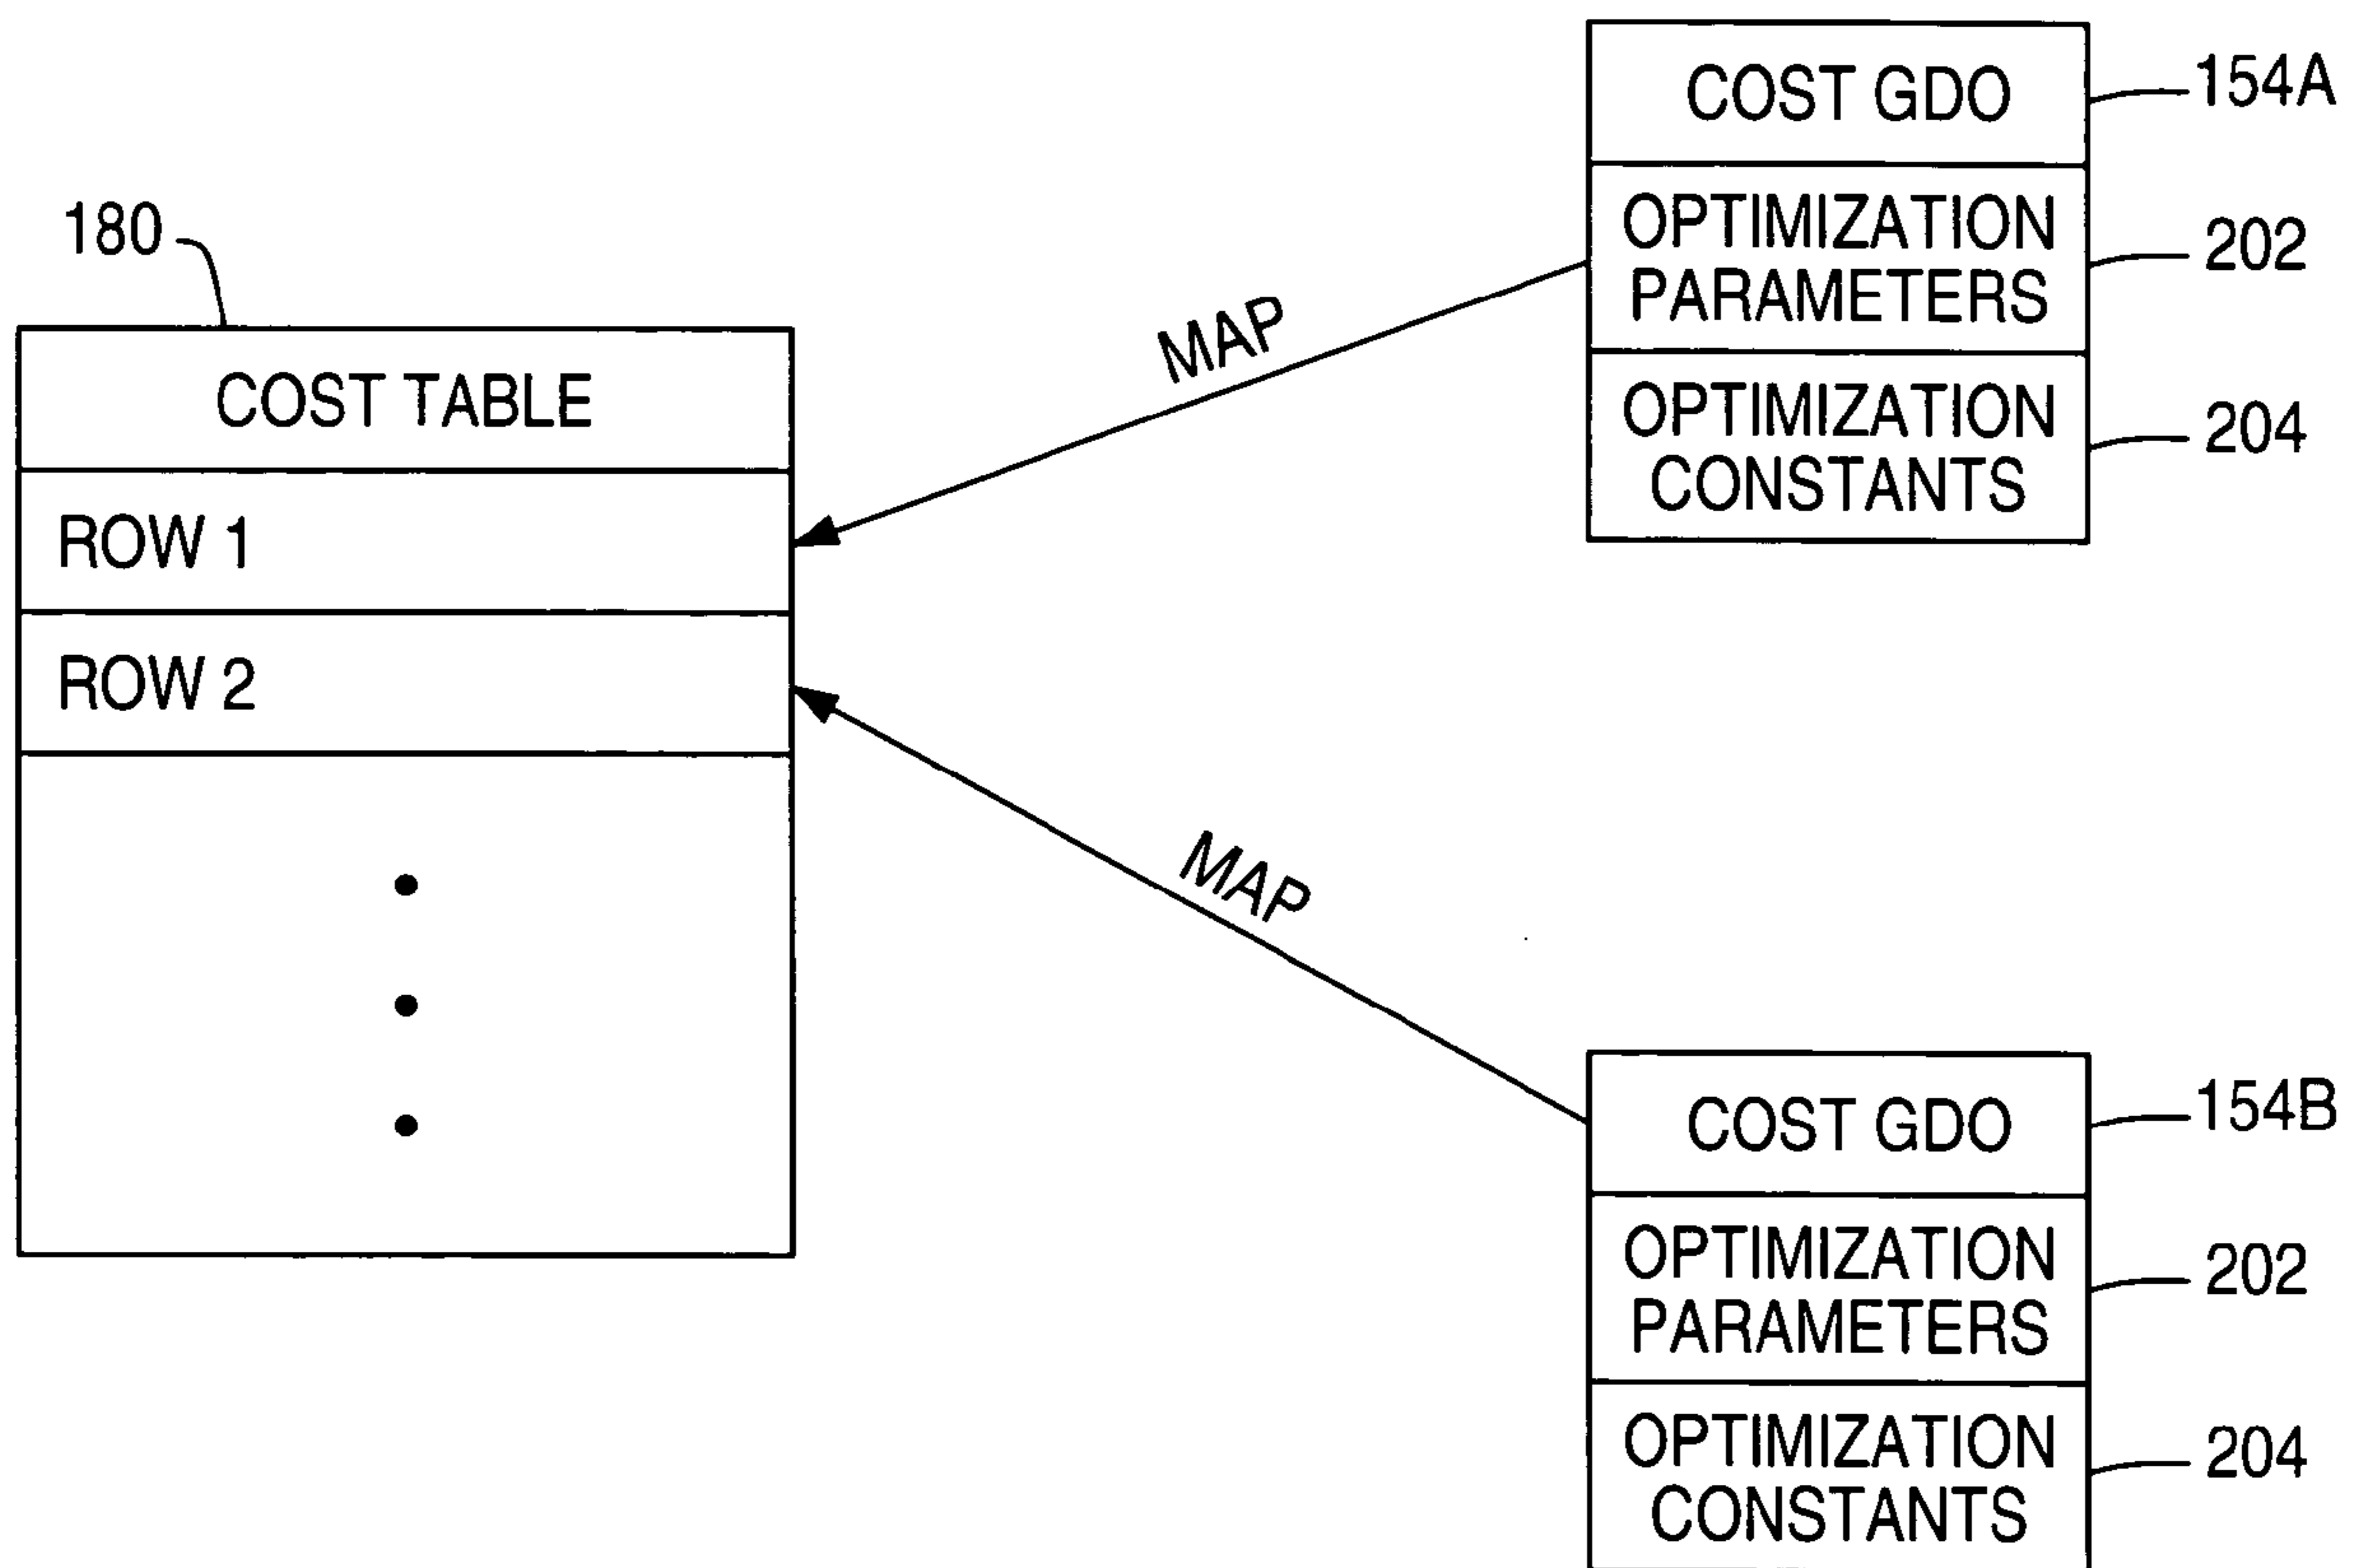 180
COST TABLE
ROW 1
ROW 2
MAP
MAP
COST GDO
154A
OPTIMIZATION
PARAMETERS
202
OPTIMIZATION
CONSTANTS
204
COST GDO
154B
OPTIMIZATION
PARAMETERS
202
OPTIMIZATION
CONSTANTS
204